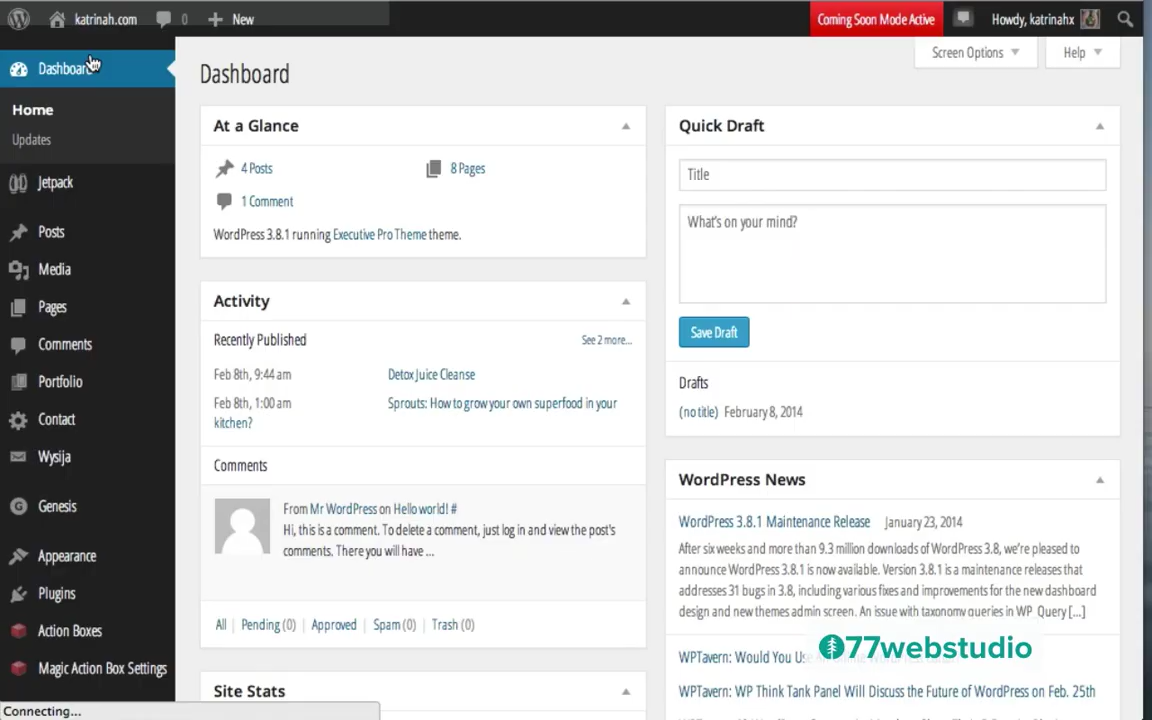 katrinah.com 0 New Coming Soon Mode Active Howdy, katrinahx
Screen Options Help
Dashboard
Home
Updates
Jetpack
Posts
Media
Pages
Comments
Portfolio
Contact
Wysija
Genesis
Appearance
Plugins
Action Boxes
Magic Action Box Settings
Connecting...
Dashboard
At a Glance
4 Posts 8 Pages
1 Comment
WordPress 3.8.1 running Executive Pro Theme theme.
Activity
Recently Published See 2 more...
Feb 8th, 9:44 am Detox Juice Cleanse
Feb 8th, 1:00 am Sprouts: How to grow your own superfood in your
kitchen?
Comments
From Mr WordPress on Hello world! #
Hi, this is a comment. To delete a comment, just log in and view the post's
comments. There you will have ...
All | Pending (0) | Approved | Spam (0) | Trash (0)
Site Stats
Quick Draft
Title
What's on your mind?
Save Draft
Drafts
(no title) February 8, 2014
WordPress News
WordPress 3.8.1 Maintenance Release January 23, 2014
After six weeks and more than 9.3 million downloads of WordPress 3.8, we're pleased to
announce WordPress 3.8.1 is now available. Version 3.8.1 is a maintenance releases that
addresses 31 bugs in 3.8, including various fixes and improvements for the new dashboard
design and new themes admin screen. An issue with taxonomy queries in WP_Query [...]
77webstudio
WPTavern: Would You
WPTavern: WP Think Tank Panel Will Discuss the Future of WordPress on Feb. 25th